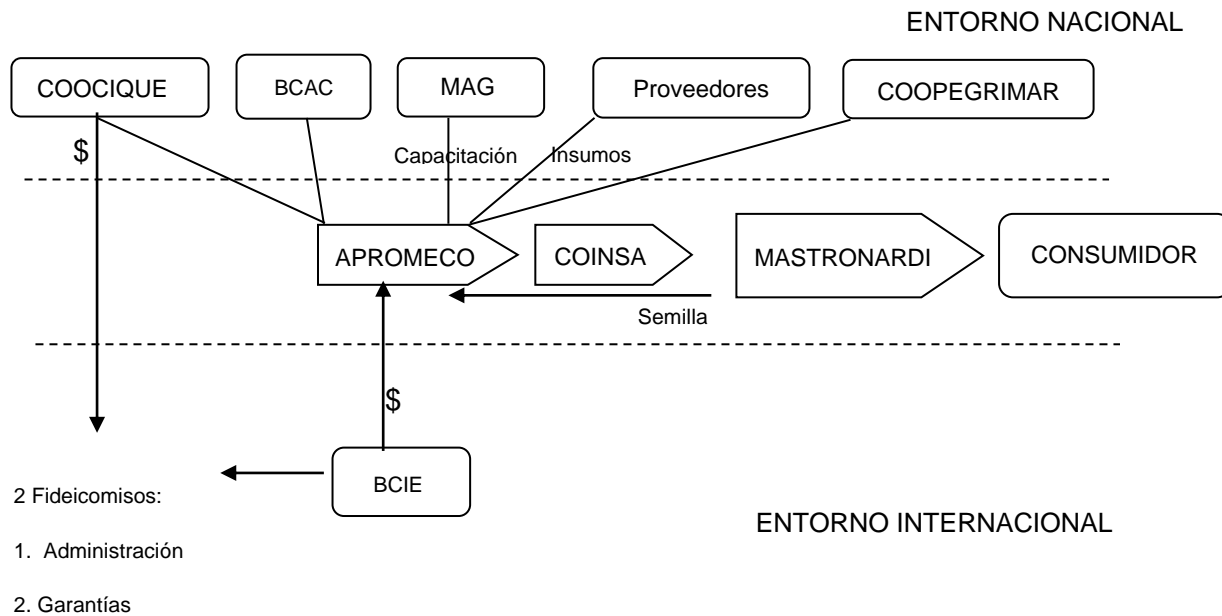 ENTORNO NACIONAL
COOCIQUE
BCAC
MAG
Proveedores
COOPEGRIMAR
$
Capacitación
Insumos
APROMECO
COINSA
MASTRONARDI
CONSUMIDOR
Semilla
$
BCIE
2 Fideicomisos:
ENTORNO INTERNACIONAL
1. Administración
2. Garantías